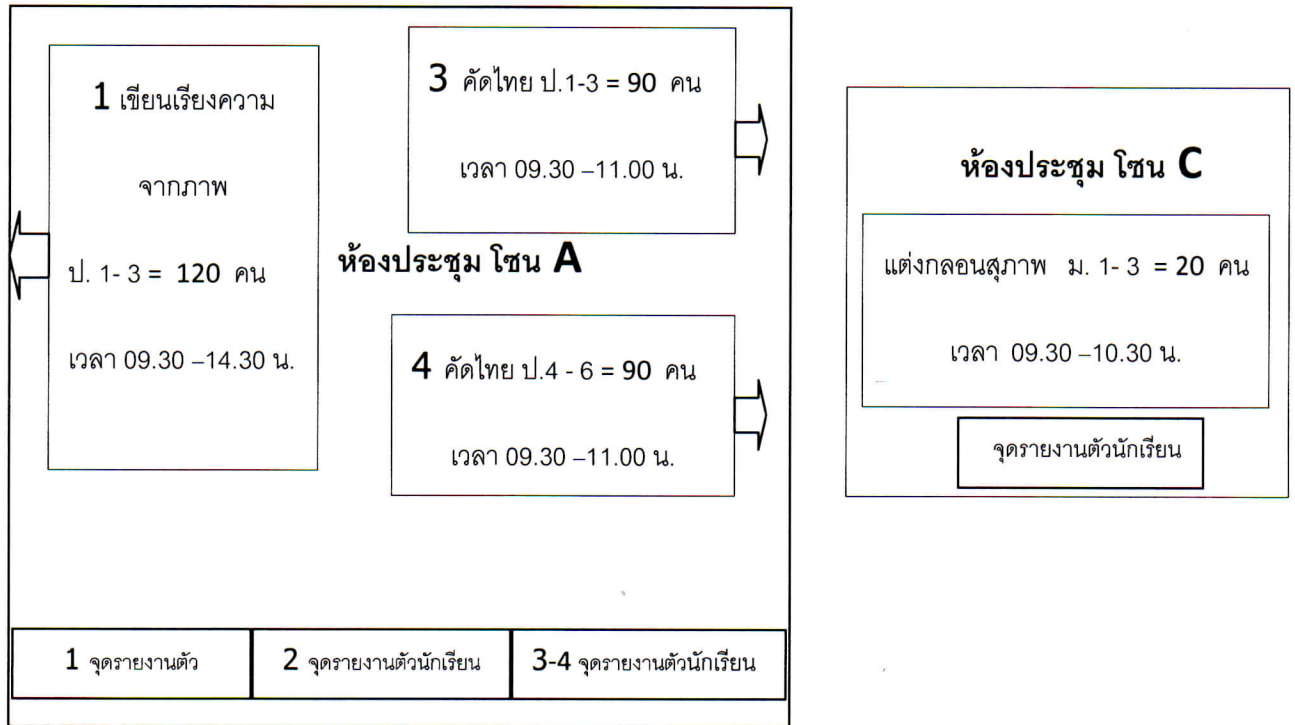 1 เขียนเรียงความ
จากภาพ
ป. 1- 3 = 120 คน
เวลา 09.30 –14.30 น.
3 คัดไทย ป.1-3 = 90 คน
เวลา 09.30 –11.00 น.
ห้องประชุม โซน A
4 คัดไทย ป.4 - 6 = 90 คน
เวลา 09.30 –11.00 น.
1 จุดรายงานตัว
2 จุดรายงานตัวนักเรียน
3-4 จุดรายงานตัวนักเรียน
ห้องประชุม โซน C
แต่งกลอนสุภาพ ม. 1- 3 = 20 คน
เวลา 09.30 –10.30 น.
จุดรายงานตัวนักเรียน